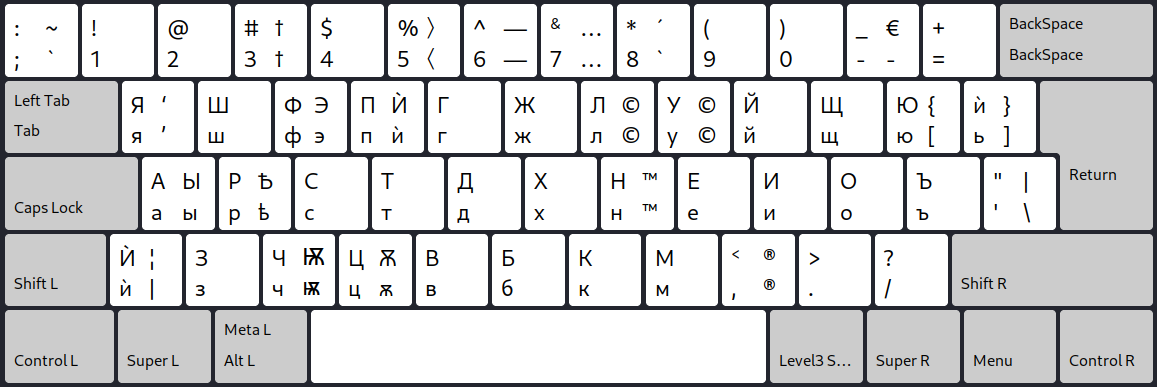 : ~ ! @ # † $ % 〉 ^ — & … * ´ ( ) _ € + BackSpace
; ` 1 2 3 † 4 5 〈 6 — 7 … 8 ` 9 0 - - = BackSpace
Left Tab Я ‘ Ш Ф Э П Ѝ Г Ж Л © У © Й Щ Ю { ѝ }
Tab я ’ ш ф э п ѝ г ж л © у © й щ ю [ ь ]
А Ы Р Ѣ С Т Д Х Н ™ Е И О Ъ " | Return
Caps Lock а ы р ѣ с т д х н ™ е и о ъ ' \
Ѝ ¦ З Ч Ѭ Ц Ѫ В Б К М < ® > ?
Shift L ѝ | з ч ѭ ц ѫ в б к м , ® . / Shift R
Meta L
Control L Super L Alt L Level3 S… Super R Menu Control R